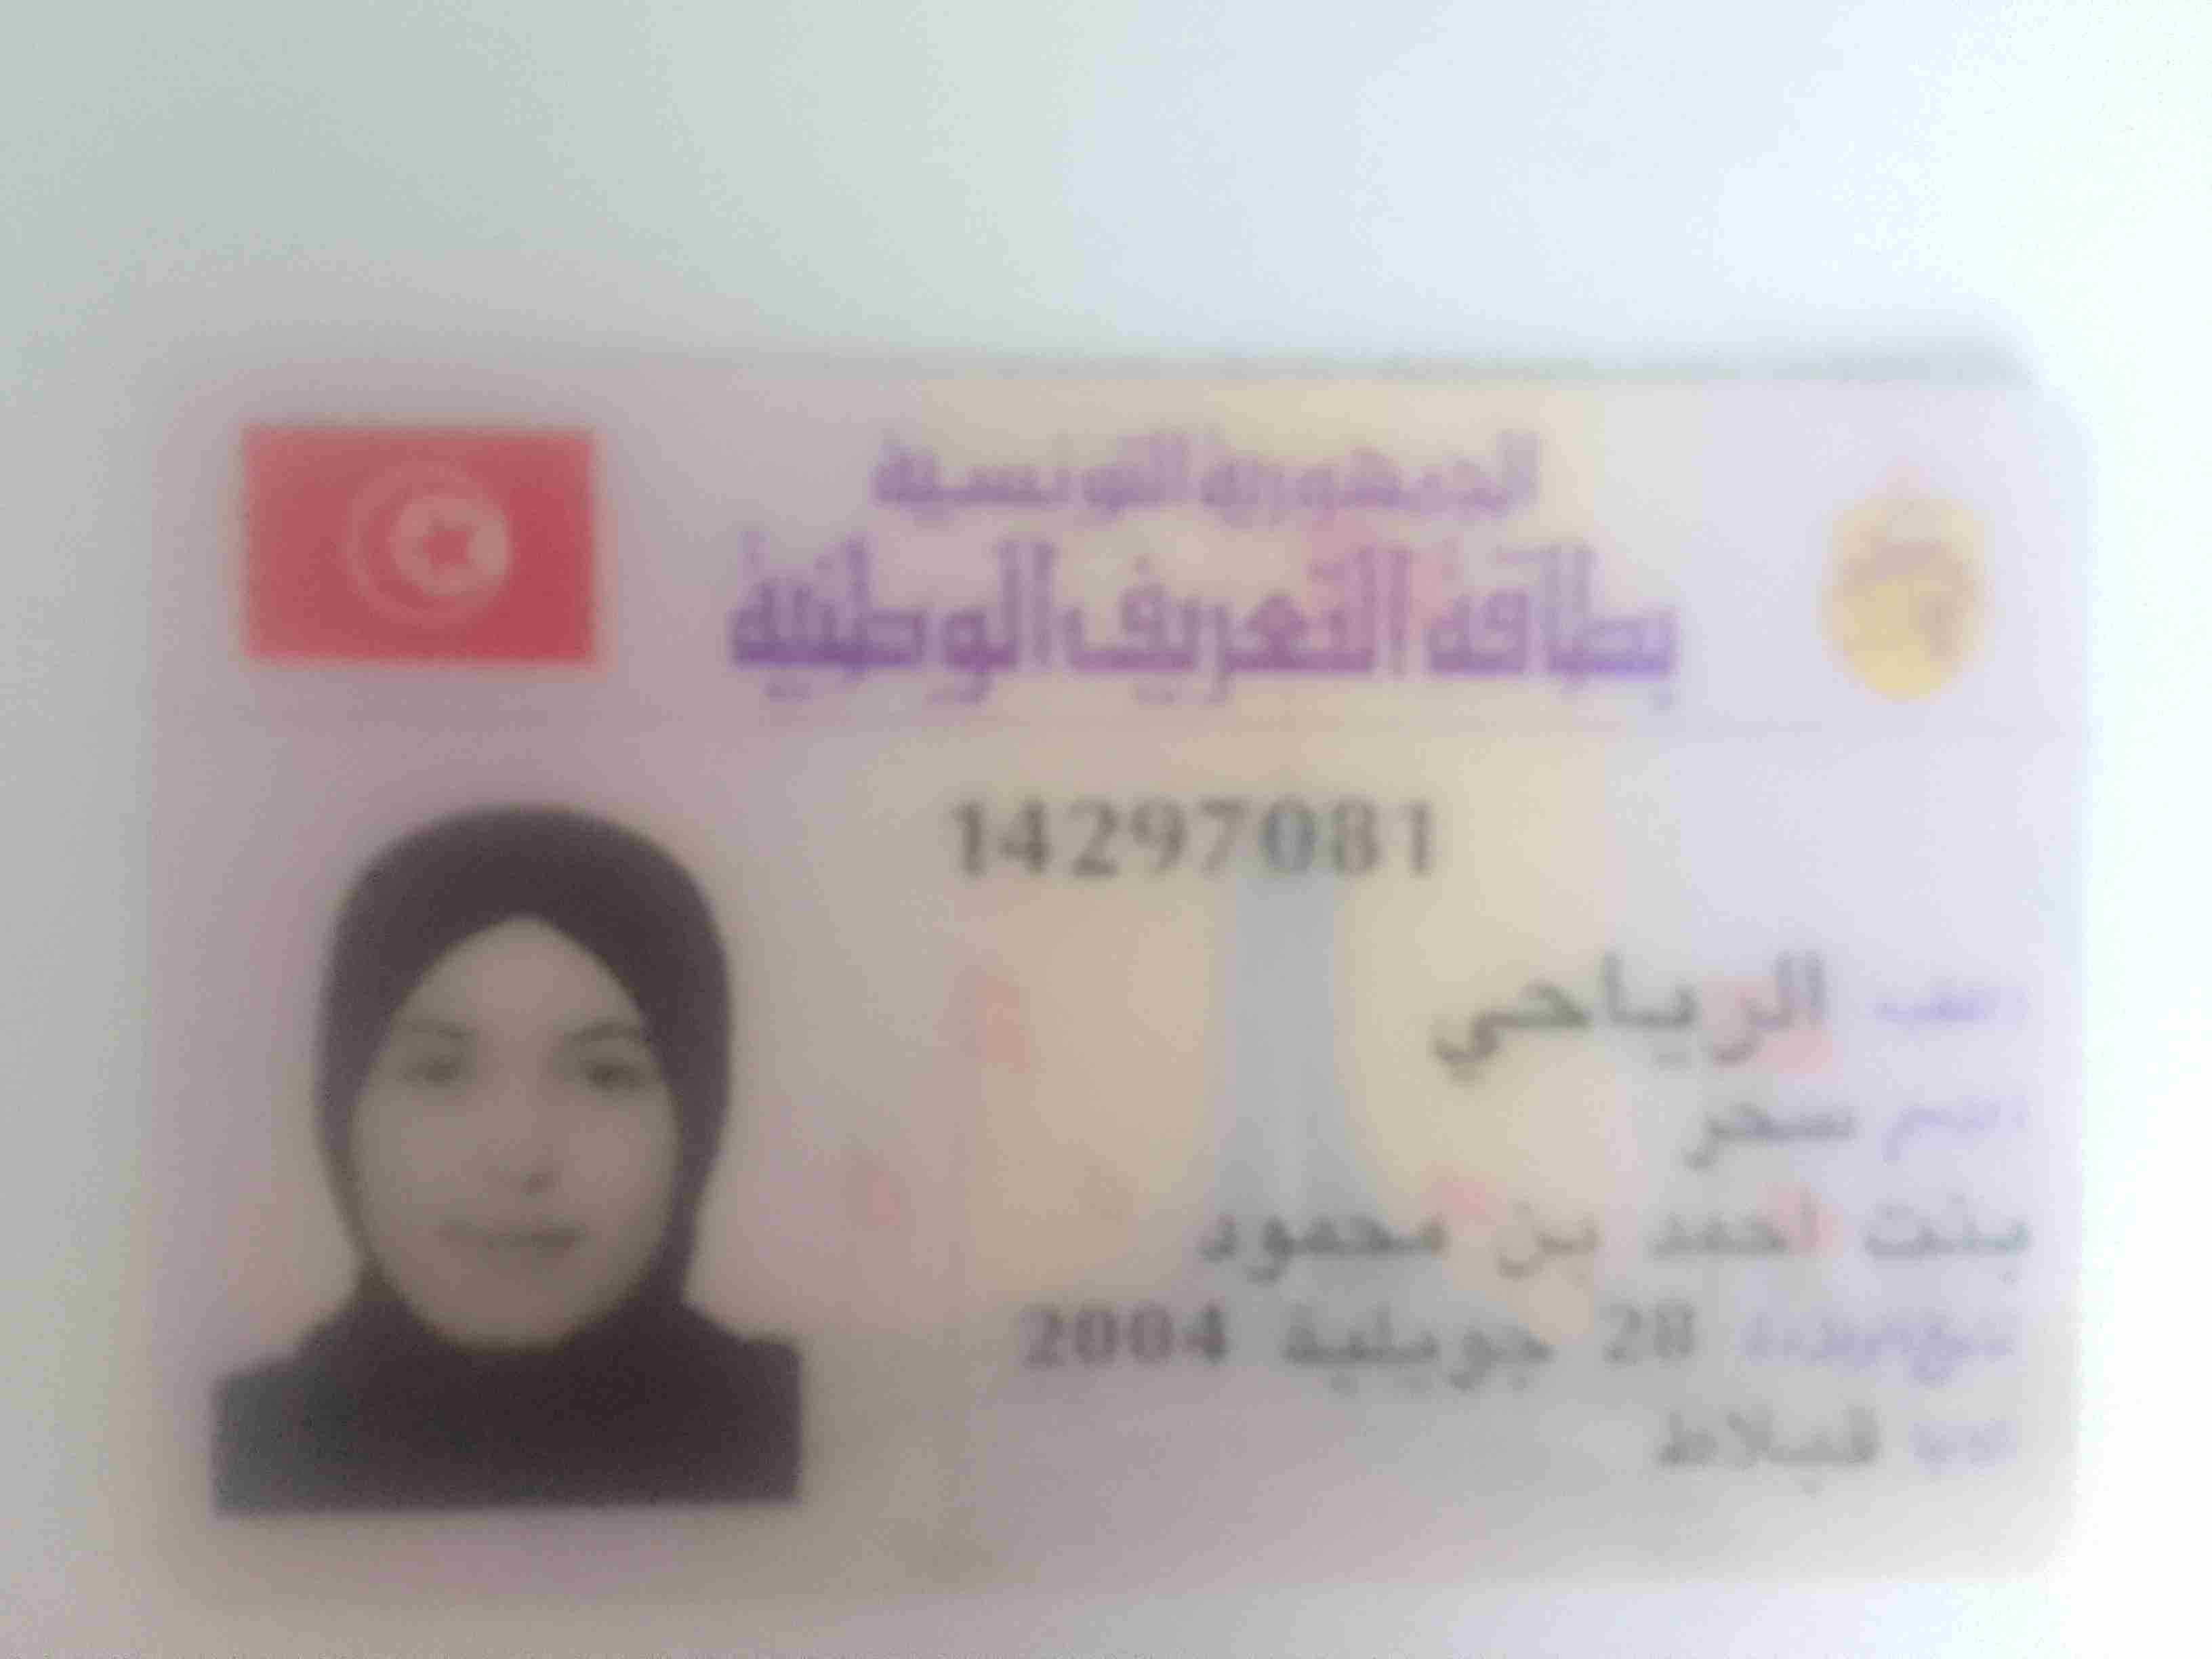 الجمهورية التونسية
بطاقة التعريف الوطنية
14297081
اللقب الرياحي
الاسم سحر
بنت احمد بن محمود
تاريخ الولادة 28 جويلية 2004
مكانها قبلاط